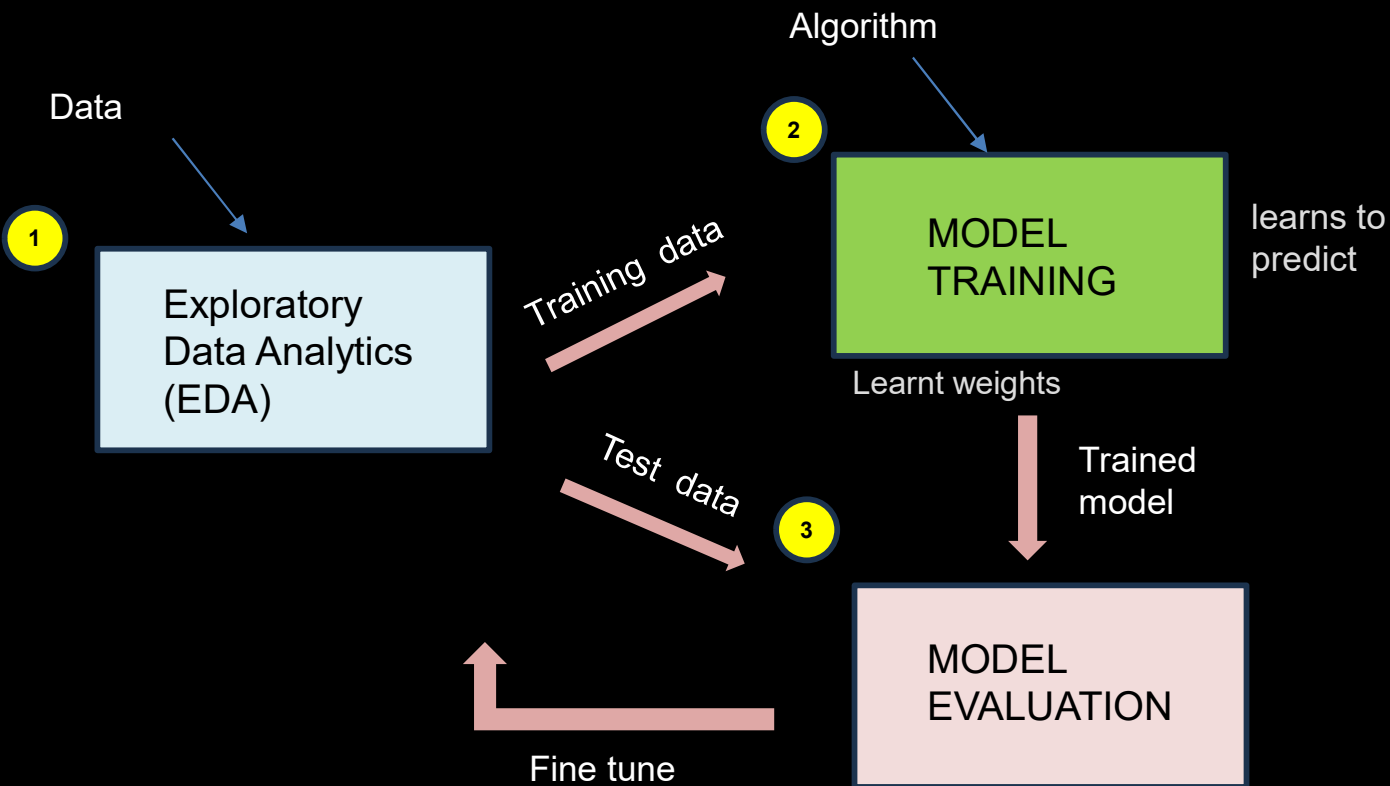 Algorithm
Data
2
1
Exploratory
Data Analytics
(EDA)
Training data
MODEL
TRAINING
learns to
predict
Learnt weights
Test data
Trained
model
3
MODEL
EVALUATION
Fine tune